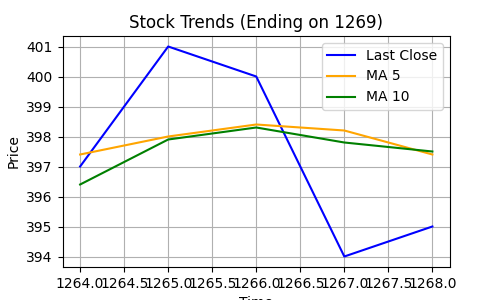 Stock Trends (Ending on 1269)
Last Close
MA 5
MA 10
Price
401
400
399
398
397
396
395
394
1264.0 1264.5 1265.0 1265.5 1266.0 1266.5 1267.0 1267.5 1268.0
Time